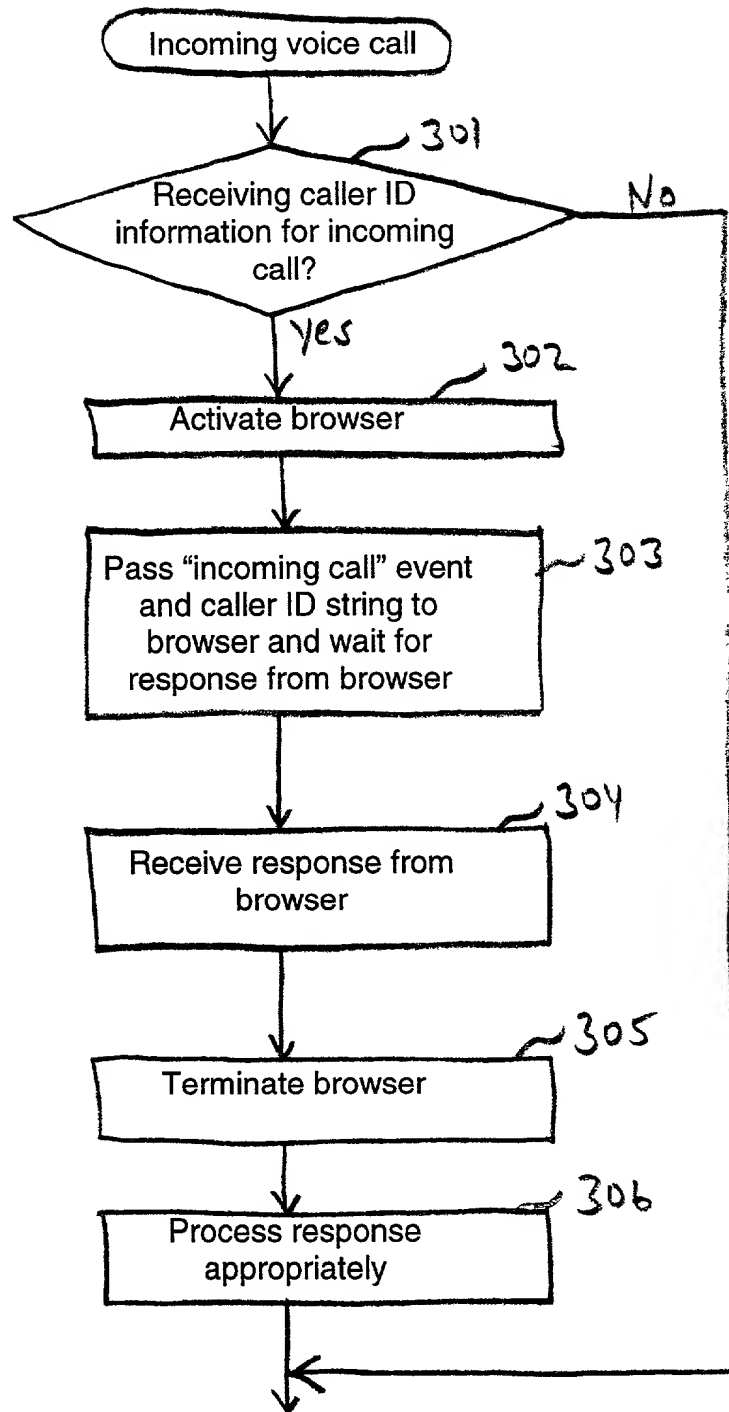 Incoming voice call
301
Receiving caller ID
information for incoming
call?
No
yes
302
Activate browser
Pass “incoming call” event
and caller ID string to
browser and wait for
response from browser
303
304
Receive response from
browser
305
Terminate browser
306
Process response
appropriately